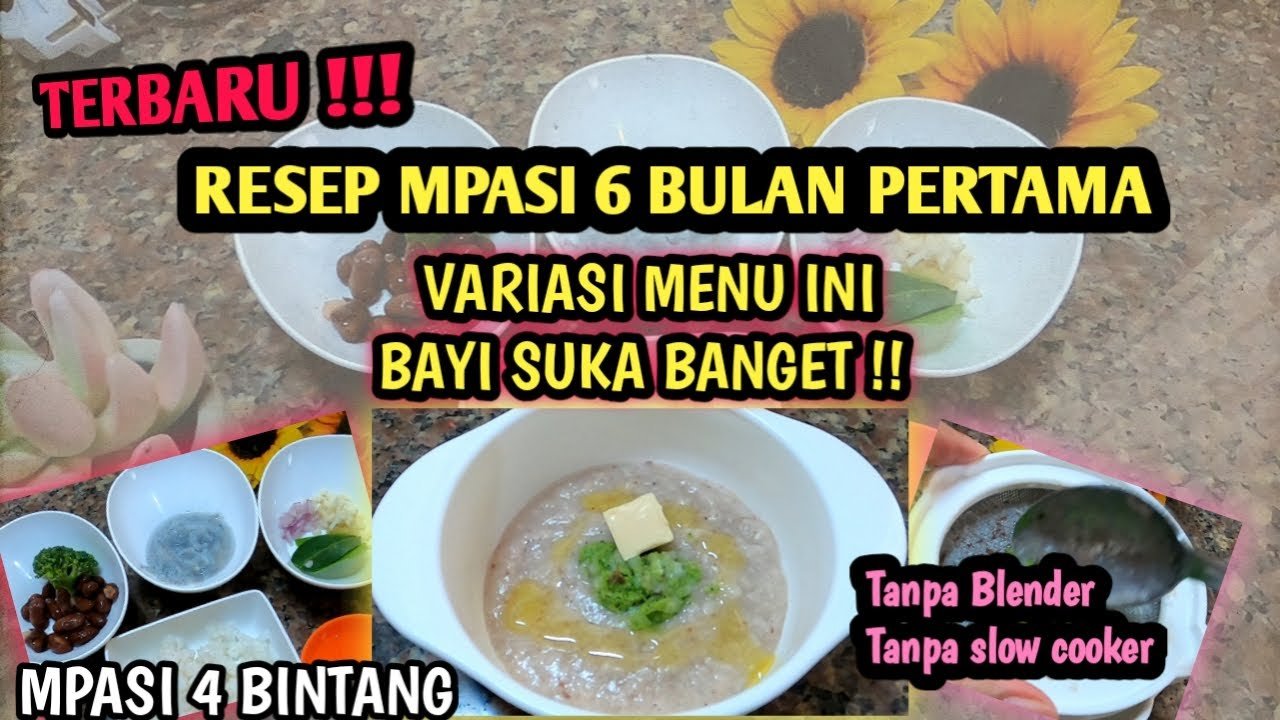 TERBARU !!!
RESEP MPASI 6 BULAN PERTAMA
VARIASI MENU INI
BAYI SUKA BANGET !!
Tanpa Blender
Tanpa slow cooker
MPASI 4 BINTANG